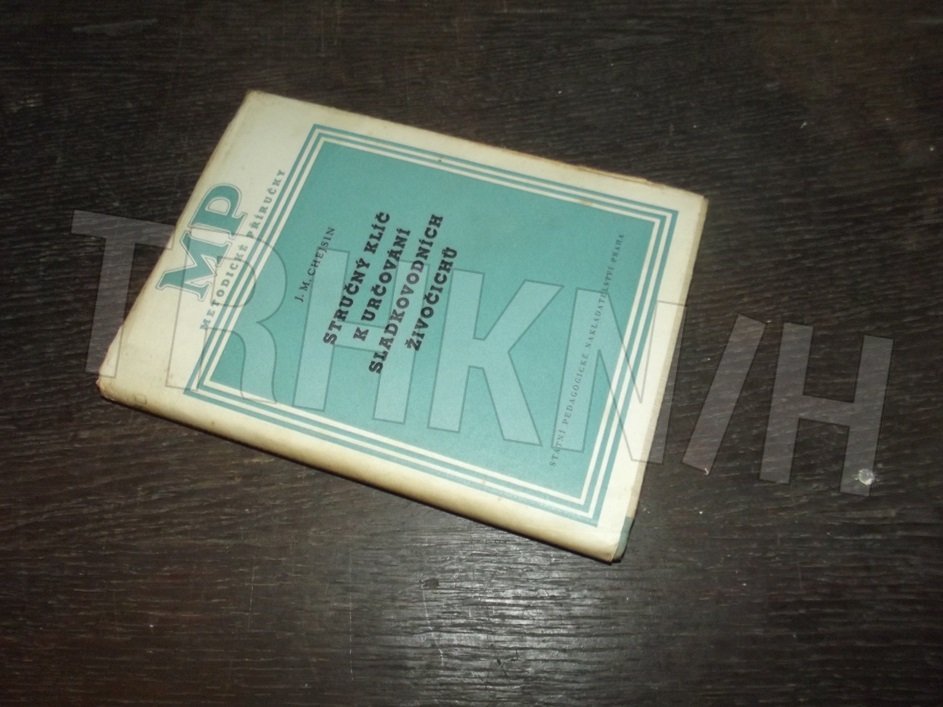 MP
METODICKÉ PŘÍRUČKY
J. M. CHEJSIN
STRUČNÝ KLÍČ
K URČOVÁNÍ
SLADKOVODNÍCH
ŽIVOČICHŮ
STÁTNÍ PEDAGOGICKÉ NAKLADATELSTVÍ PRAHA
TRHKNIH